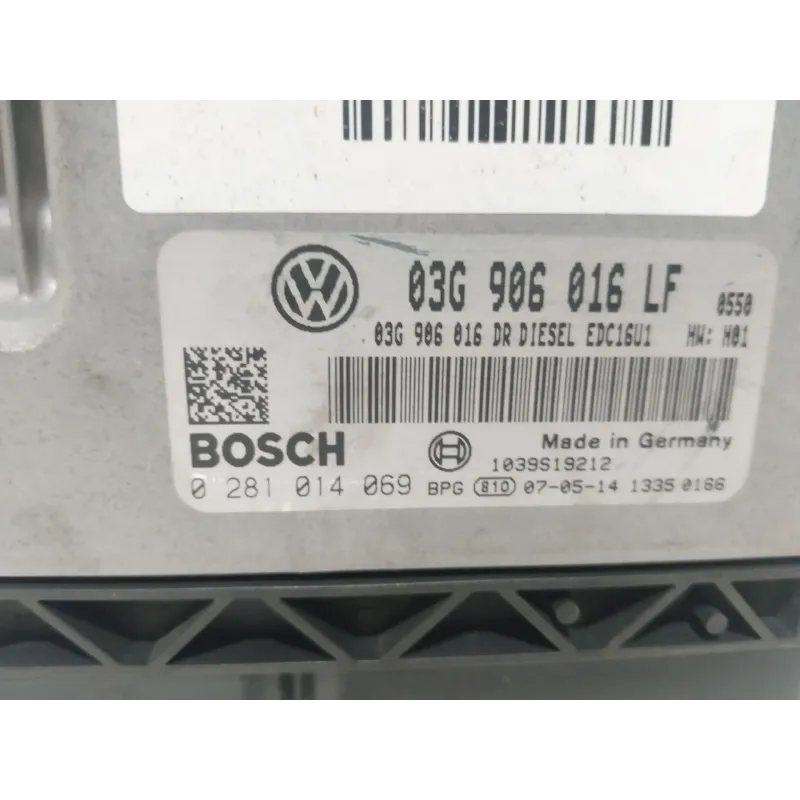 03G 906 016 LF 0550
03G 906 016 DR DIESEL EDC16U1 HW: H01
BOSCH
Made in Germany
1039S19212
0 281 014 069 BPG 810 07-05-14 1335 0166